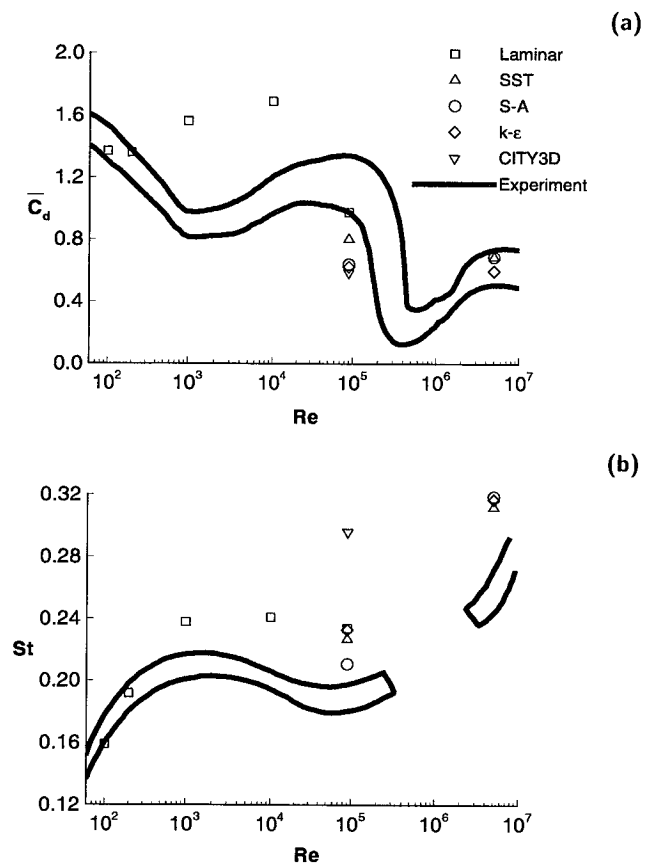 (a)
2.0
1.6
1.2
0.8
0.4
0.0
C̅d
Laminar
SST
S-A
k-ε
CITY3D
Experiment
10² 10³ 10⁴ 10⁵ 10⁶ 10⁷
Re
(b)
0.32
0.28
0.24
0.20
0.16
0.12
St
10² 10³ 10⁴ 10⁵ 10⁶ 10⁷
Re